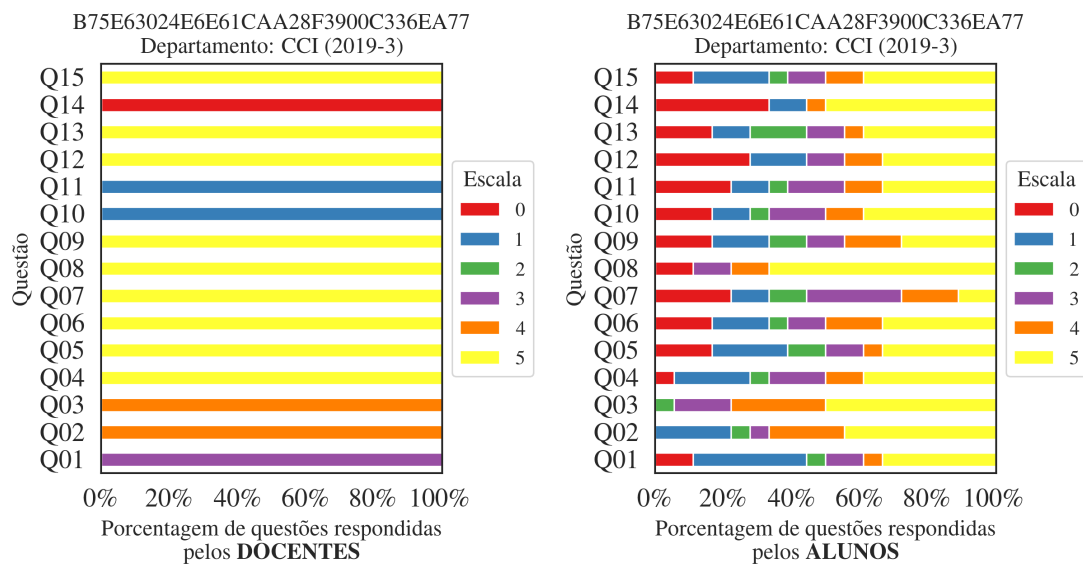 B75E63024E6E61CAA28F3900C336EA77
Departamento: CCI (2019-3)
Questão
Q15
Q14
Q13
Q12
Q11
Q10
Q09
Q08
Q07
Q06
Q05
Q04
Q03
Q02
Q01
0% 20% 40% 60% 80% 100%
Porcentagem de questões respondidas
pelos DOCENTES
Escala
0
1
2
3
4
5
B75E63024E6E61CAA28F3900C336EA77
Departamento: CCI (2019-3)
Questão
Q15
Q14
Q13
Q12
Q11
Q10
Q09
Q08
Q07
Q06
Q05
Q04
Q03
Q02
Q01
0% 20% 40% 60% 80% 100%
Porcentagem de questões respondidas
pelos ALUNOS
Escala
0
1
2
3
4
5